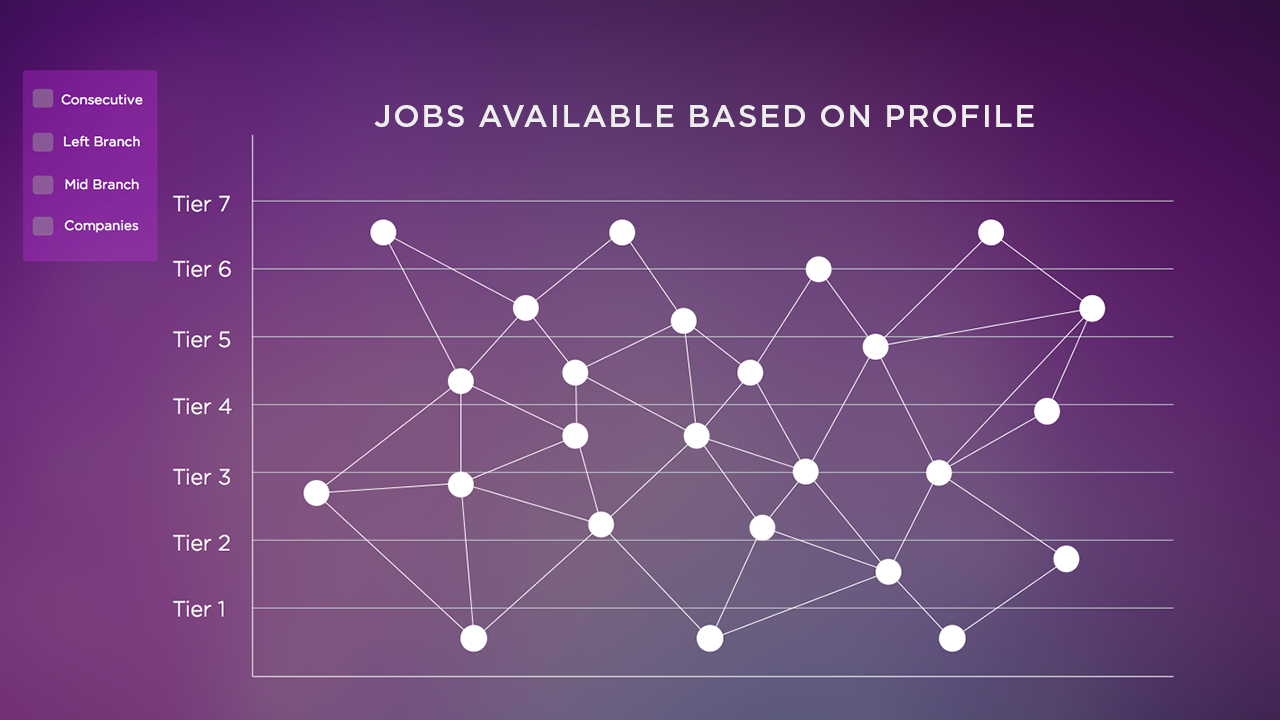 Consecutive
Left Branch
Mid Branch
Companies
JOBS AVAILABLE BASED ON PROFILE
Tier 7
Tier 6
Tier 5
Tier 4
Tier 3
Tier 2
Tier 1